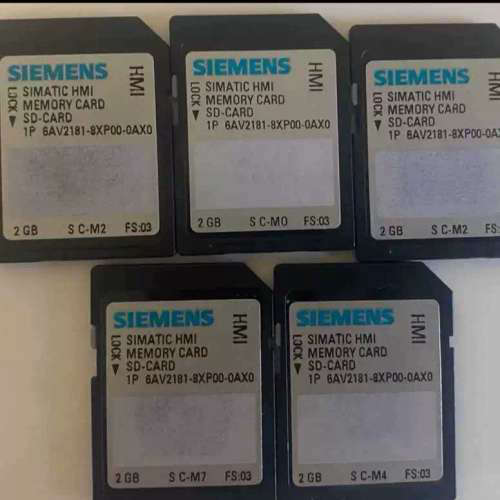 SIEMENS
HMI
SIMATIC HMI
LOCK
MEMORY CARD
SD-CARD
1P 6AV2181-8XP00-0AX0
2 GB S C-M2 FS:03
SIEMENS
HMI
SIMATIC HMI
LOCK
MEMORY CARD
SD-CARD
1P 6AV2181-8XP00-0AX0
2 GB S C-M0 FS:03
SIEMENS
HMI
SIMATIC HMI
LOCK
MEMORY CARD
SD-CARD
1P 6AV2181-8XP00-0AX0
2 GB S C-M2
SIEMENS
HMI
SIMATIC HMI
LOCK
MEMORY CARD
SD-CARD
1P 6AV2181-8XP00-0AX0
2 GB S C-M7 FS:03
SIEMENS
HMI
SIMATIC HMI
LOCK
MEMORY CARD
SD-CARD
1P 6AV2181-8XP00-0AX0
2 GB S C-M4 FS:03